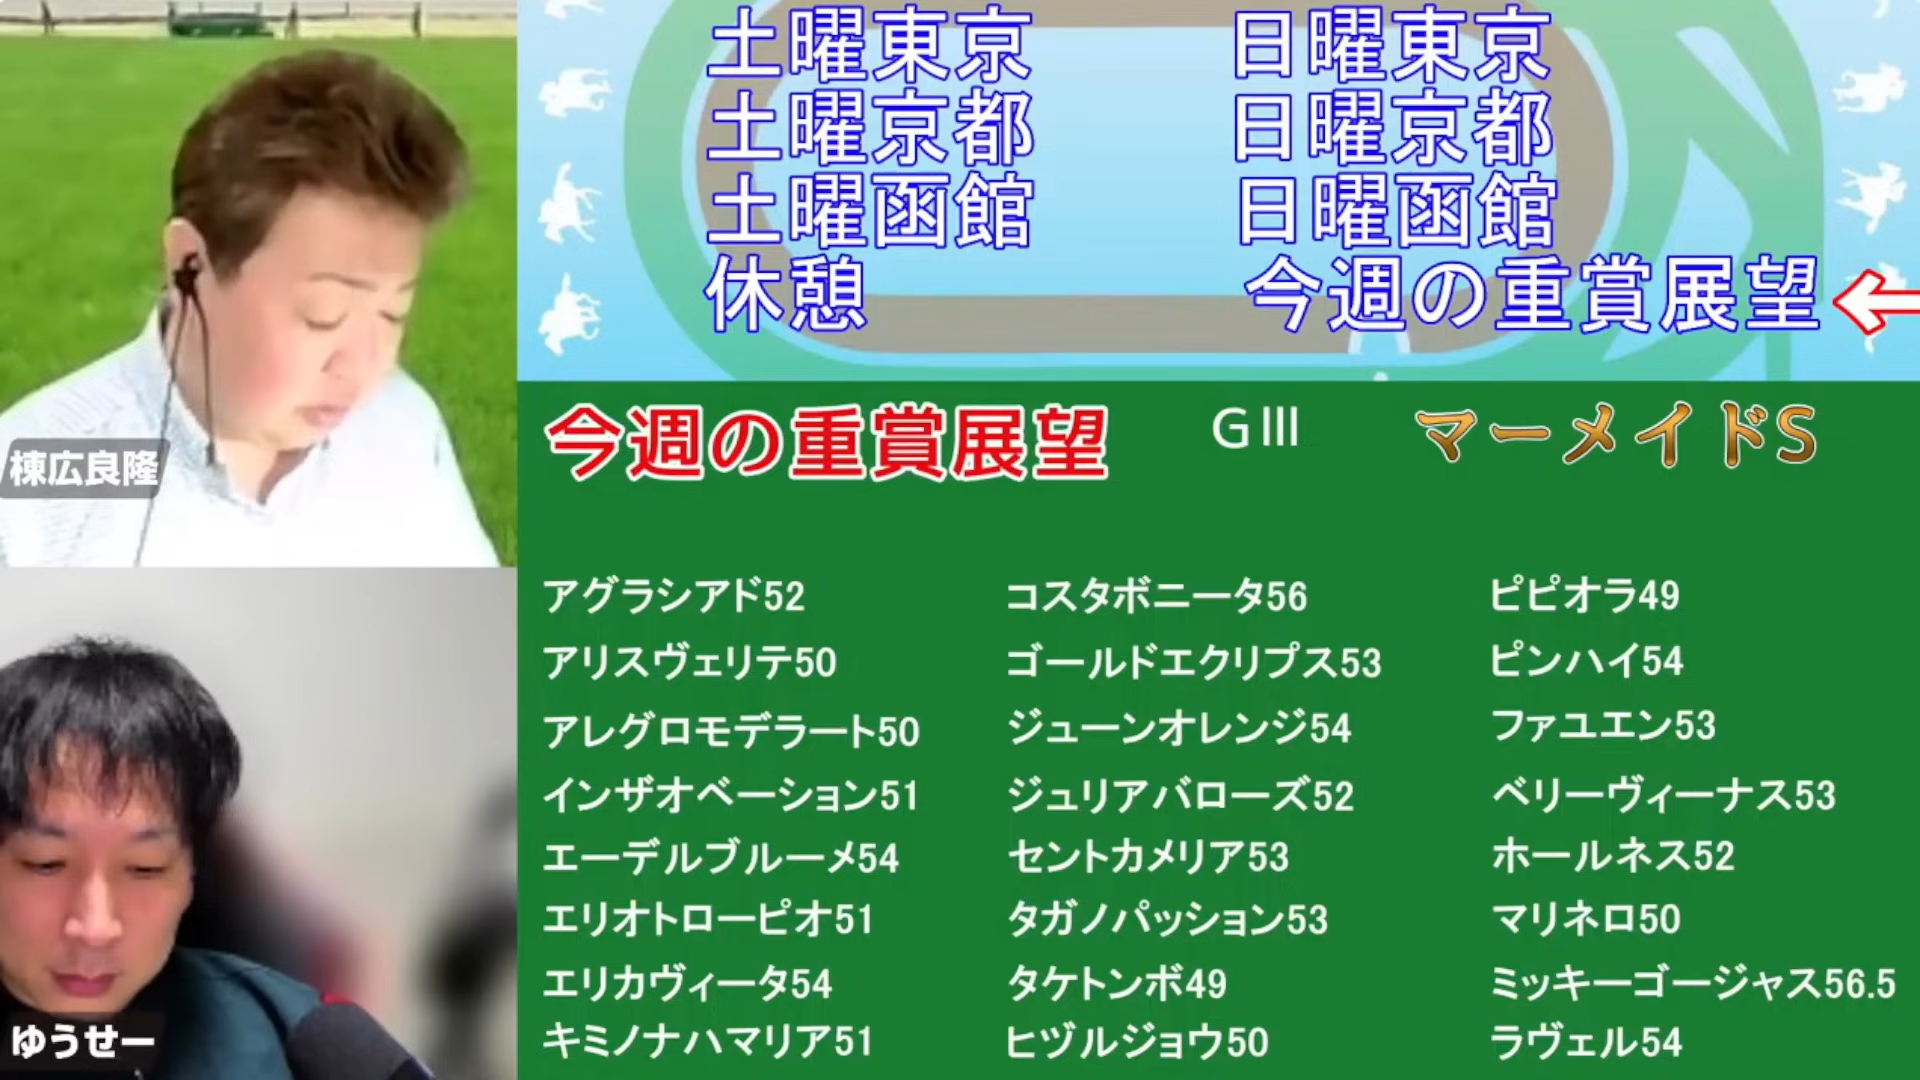 土曜東京 日曜東京
土曜京都 日曜京都
土曜函館 日曜函館
休憩 今週の重賞展望
棟広良隆
ゆうせー
今週の重賞展望 GⅢ マーメイドS
アグラシアド52 コスタボニータ56 ピピオラ49
アリスヴェリテ50 ゴールドエクリプス53 ピンハイ54
アレグロモデラート50 ジューンオレンジ54 ファユエン53
インザオベーション51 ジュリアバローズ52 ベリーヴィーナス53
エーデルブルーメ54 セントカメリア53 ホールネス52
エリオトローピオ51 タガノパッション53 マリネロ50
エリカヴィータ54 タケトンボ49 ミッキーゴージャス56.5
キミノナハマリア51 ヒヅルジョウ50 ラヴェル54